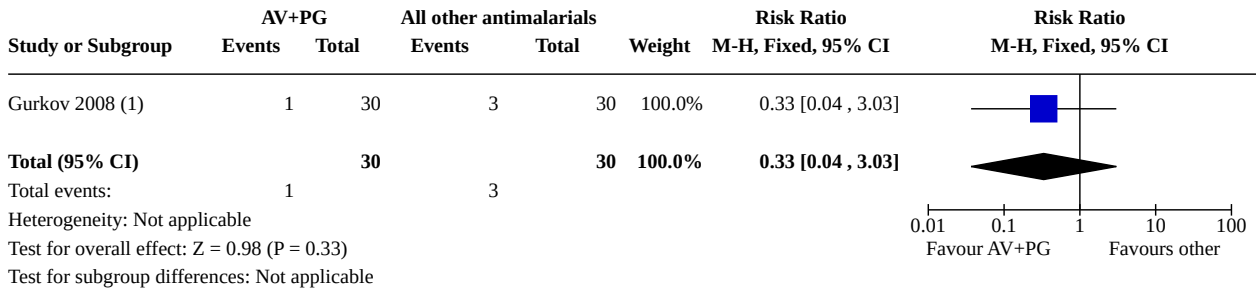 AV+PG All other antimalarials Risk Ratio Risk Ratio
Study or Subgroup Events Total Events Total Weight M-H, Fixed, 95% CI M-H, Fixed, 95% CI
Gurkov 2008 (1) 1 30 3 30 100.0% 0.33 [0.04 , 3.03]
Total (95% CI) 30 30 100.0% 0.33 [0.04 , 3.03]
Total events: 1 3
Heterogeneity: Not applicable
Test for overall effect: Z = 0.98 (P = 0.33)
Test for subgroup differences: Not applicable
0.01 0.1 1 10 100
Favour AV+PG Favours other